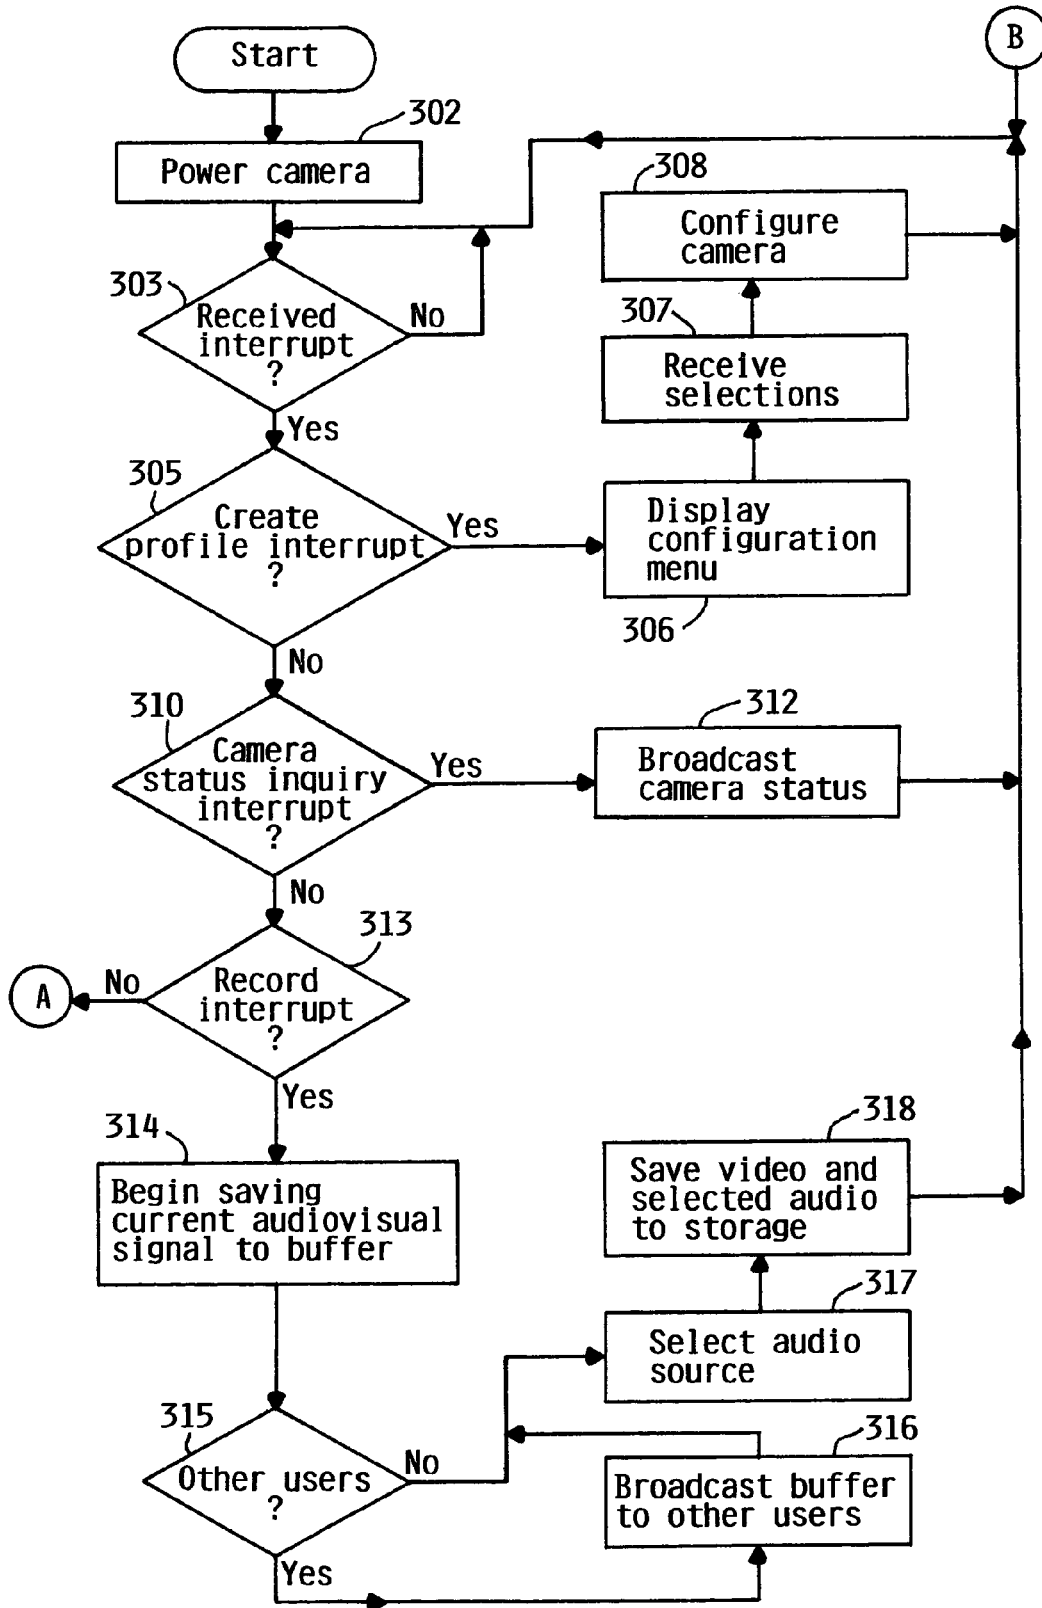 Start
B
302
Power camera
308
Configure
camera
303
Received
interrupt
?
No
307
Receive
selections
Yes
305
Create
profile interrupt
?
Yes
Display
configuration
menu
306
No
310
Camera
status inquiry
interrupt
?
Yes
312
Broadcast
camera status
No
313
Record
interrupt
?
No
A
Yes
314
Begin saving
current audiovisual
signal to buffer
318
Save video and
selected audio
to storage
317
Select audio
source
315
Other users
?
No
316
Broadcast buffer
to other users
Yes